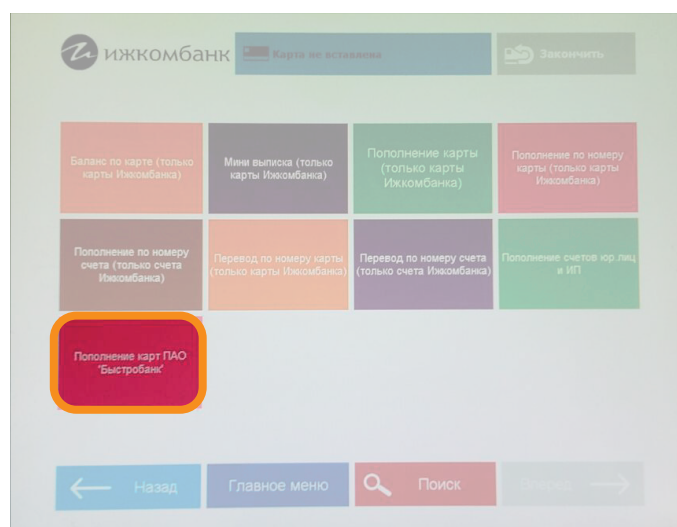 ижкомбанк
Карта не вставлена
Закончить
Баланс по карте (только
карты Ижкомбанка)
Мини выписка (только
карты Ижкомбанка)
Пополнение карты
(только карты
Ижкомбанка)
Пополнение по номеру
карты (только карты
Ижкомбанка)
Пополнение по номеру
счета (только счета
Ижкомбанка)
Перевод по номеру карты
(только карты Ижкомбанка)
Перевод по номеру счета
(только счета Ижкомбанка)
Пополнение счетов юр лиц
и ИП
Пополнение карт ПАО
"Быстробанк"
Назад
Главное меню
Поиск
Вперед